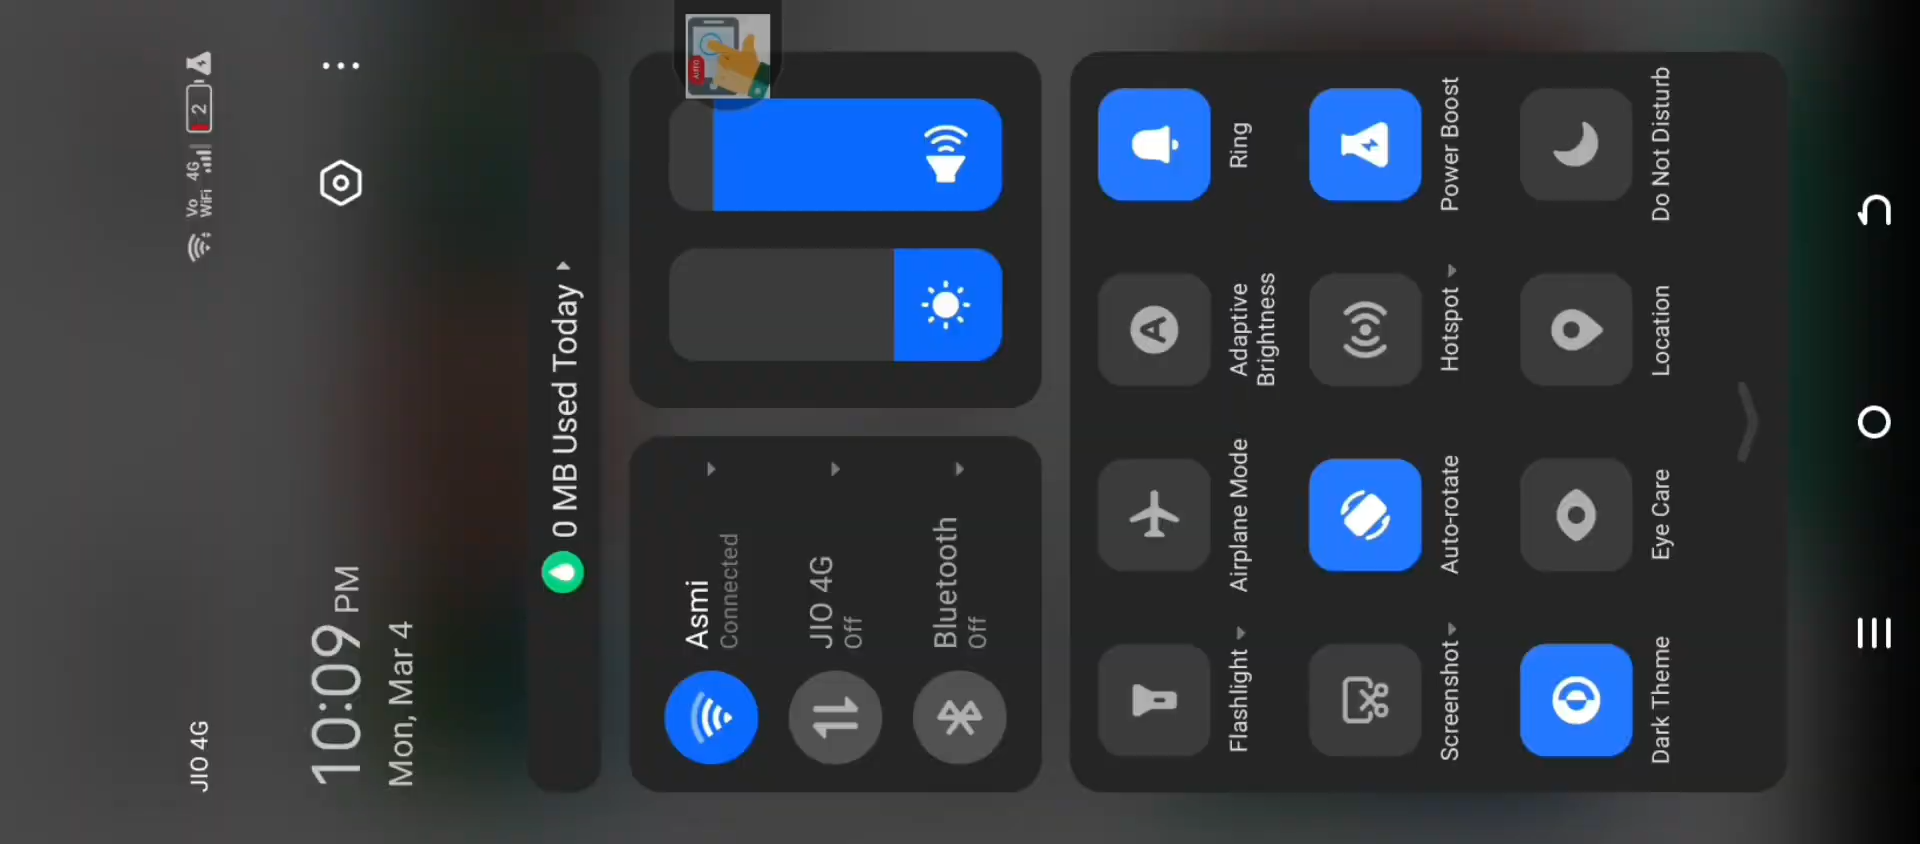 JIO 4G
Vo
WiFi
4G
2
10:09 PM
Mon, Mar 4
0 MB Used Today
Asmi
Connected
JIO 4G
Off
Bluetooth
Off
AUTO
Flashlight
Airplane Mode
Adaptive
Brightness
Ring
Screenshot
Auto-rotate
Hotspot
Power Boost
Dark Theme
Eye Care
Location
Do Not Disturb